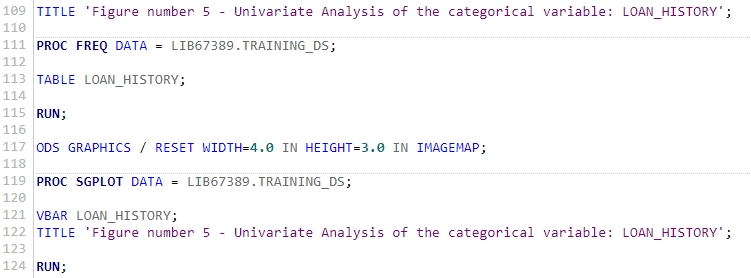 109 TITLE 'Figure number 5 - Univariate Analysis of the categorical variable: LOAN_HISTORY';
110
111 PROC FREQ DATA = LIB67389.TRAINING_DS;
112
113 TABLE LOAN_HISTORY;
114
115 RUN;
116
117 ODS GRAPHICS / RESET WIDTH=4.0 IN HEIGHT=3.0 IN IMAGEMAP;
118
119 PROC SGPLOT DATA = LIB67389.TRAINING_DS;
120
121 VBAR LOAN_HISTORY;
122 TITLE 'Figure number 5 - Univariate Analysis of the categorical variable: LOAN_HISTORY';
123
124 RUN;